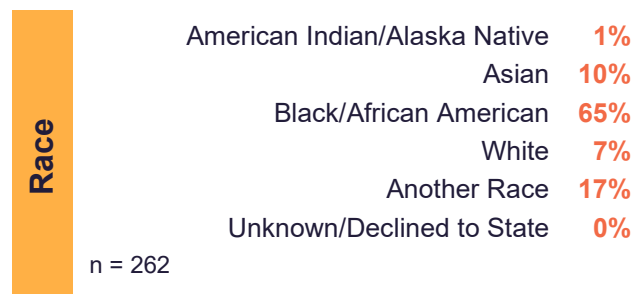 Race
American Indian/Alaska Native 1%
Asian 10%
Black/African American 65%
White 7%
Another Race 17%
Unknown/Declined to State 0%
n = 262